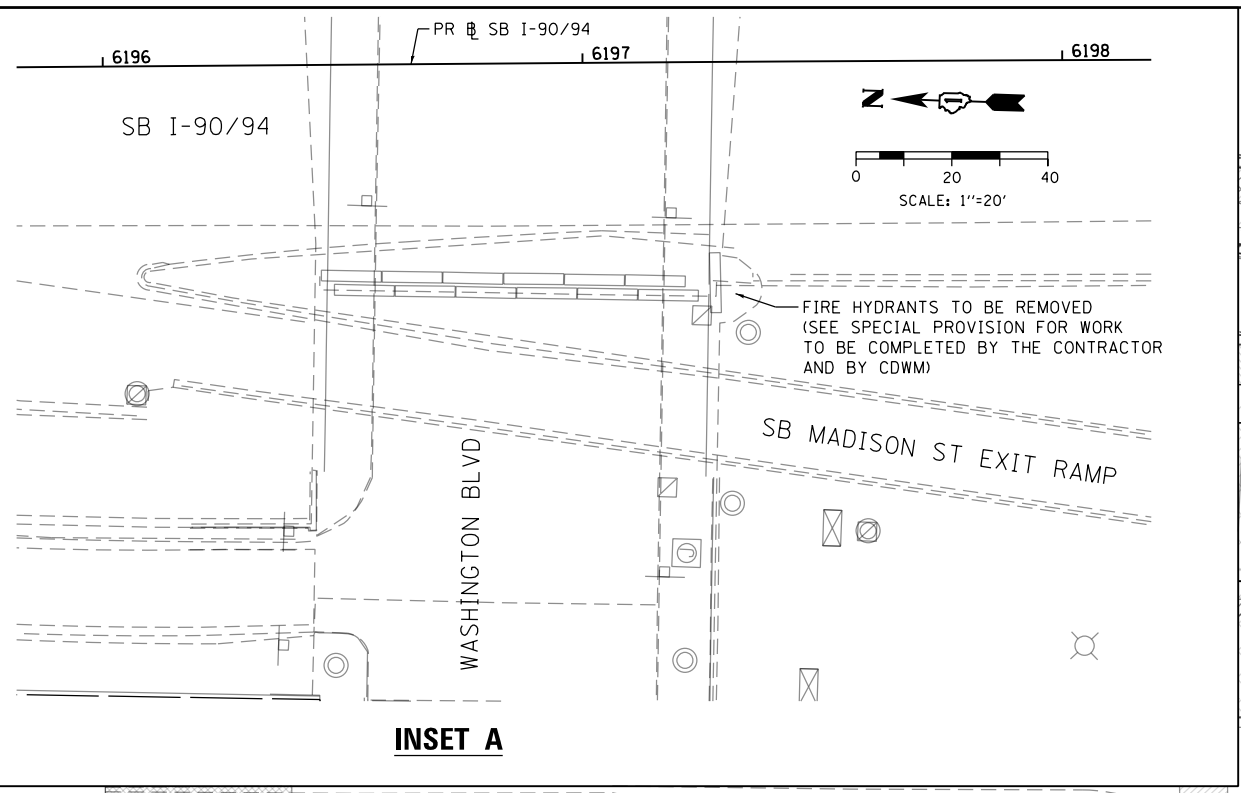 PR ℄ SB I-90/94
6196
6197
6198
SB I-90/94
N
0 20 40
SCALE: 1''=20'
FIRE HYDRANTS TO BE REMOVED
(SEE SPECIAL PROVISION FOR WORK
TO BE COMPLETED BY THE CONTRACTOR
AND BY CDWM)
SB MADISON ST EXIT RAMP
WASHINGTON BLVD
INSET A